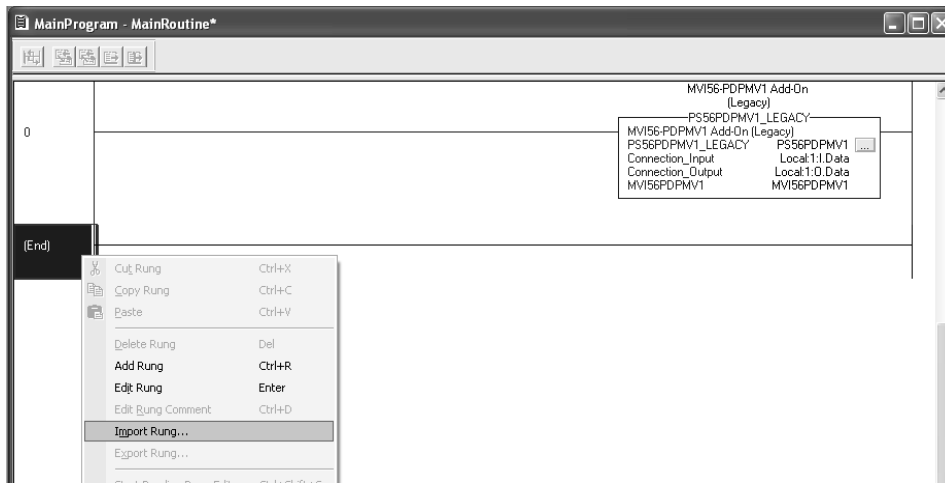 MainProgram - MainRoutine*
MVI56-PDPMV1 Add-On
(Legacy)
0
PS56PDPMV1_LEGACY
MVI56-PDPMV1 Add-On (Legacy)
PS56PDPMV1_LEGACY PS56PDPMV1 ...
Connection_Input Local:1:I.Data
Connection_Output Local:1:O.Data
MVI56PDPMV1 MVI56PDPMV1
(End)
Cut Rung Ctrl+X
Copy Rung Ctrl+C
Paste Ctrl+V
Delete Rung Del
Add Rung Ctrl+R
Edit Rung Enter
Edit Rung Comment Ctrl+D
Import Rung...
Export Rung...